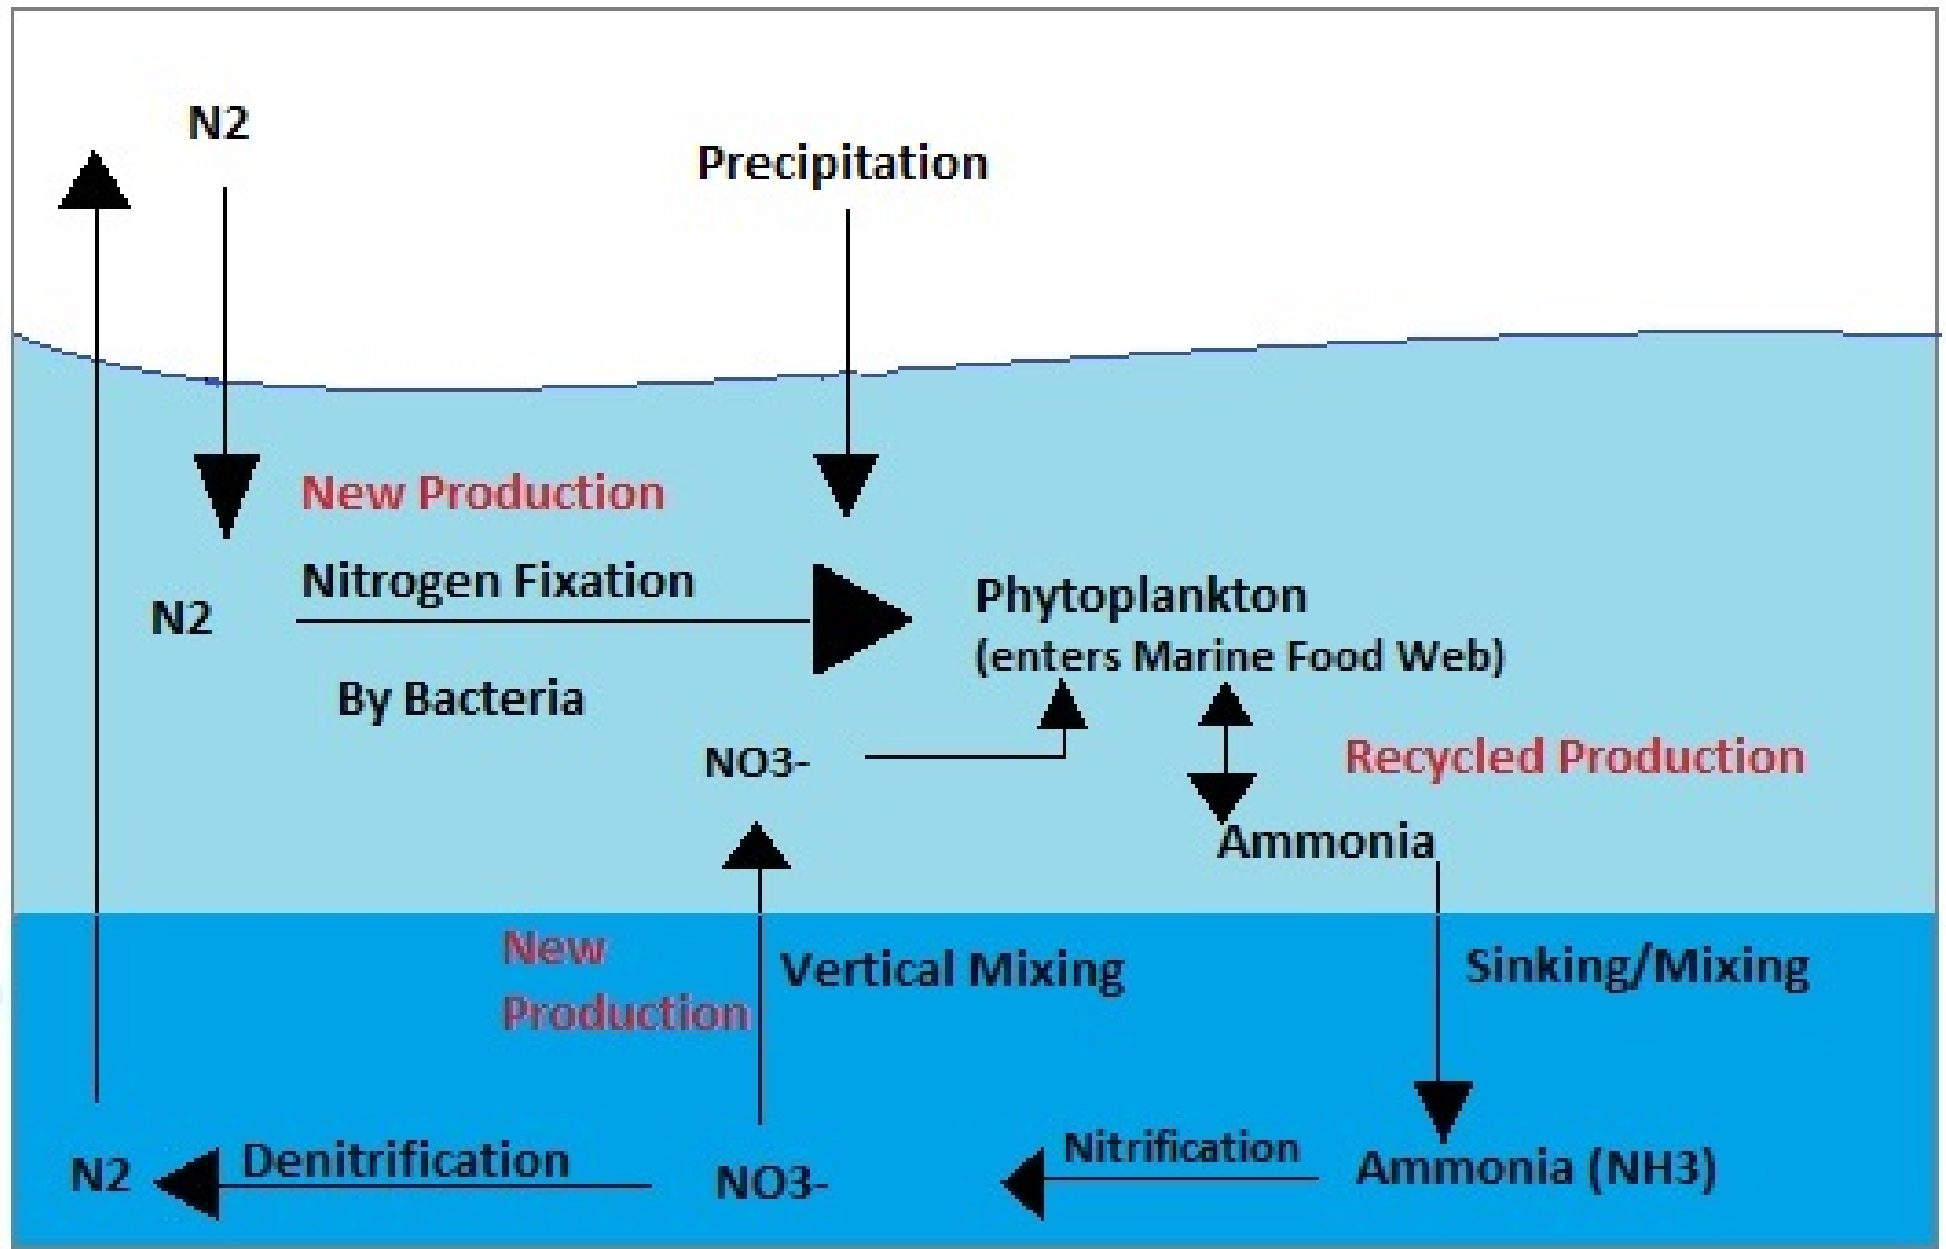 N2
Precipitation
New Production
Nitrogen Fixation
N2
By Bacteria
Phytoplankton
(enters Marine Food Web)
NO3-
Recycled Production
Ammonia
New
Production
Vertical Mixing
Sinking/Mixing
N2
Denitrification
NO3-
Nitrification
Ammonia (NH3)